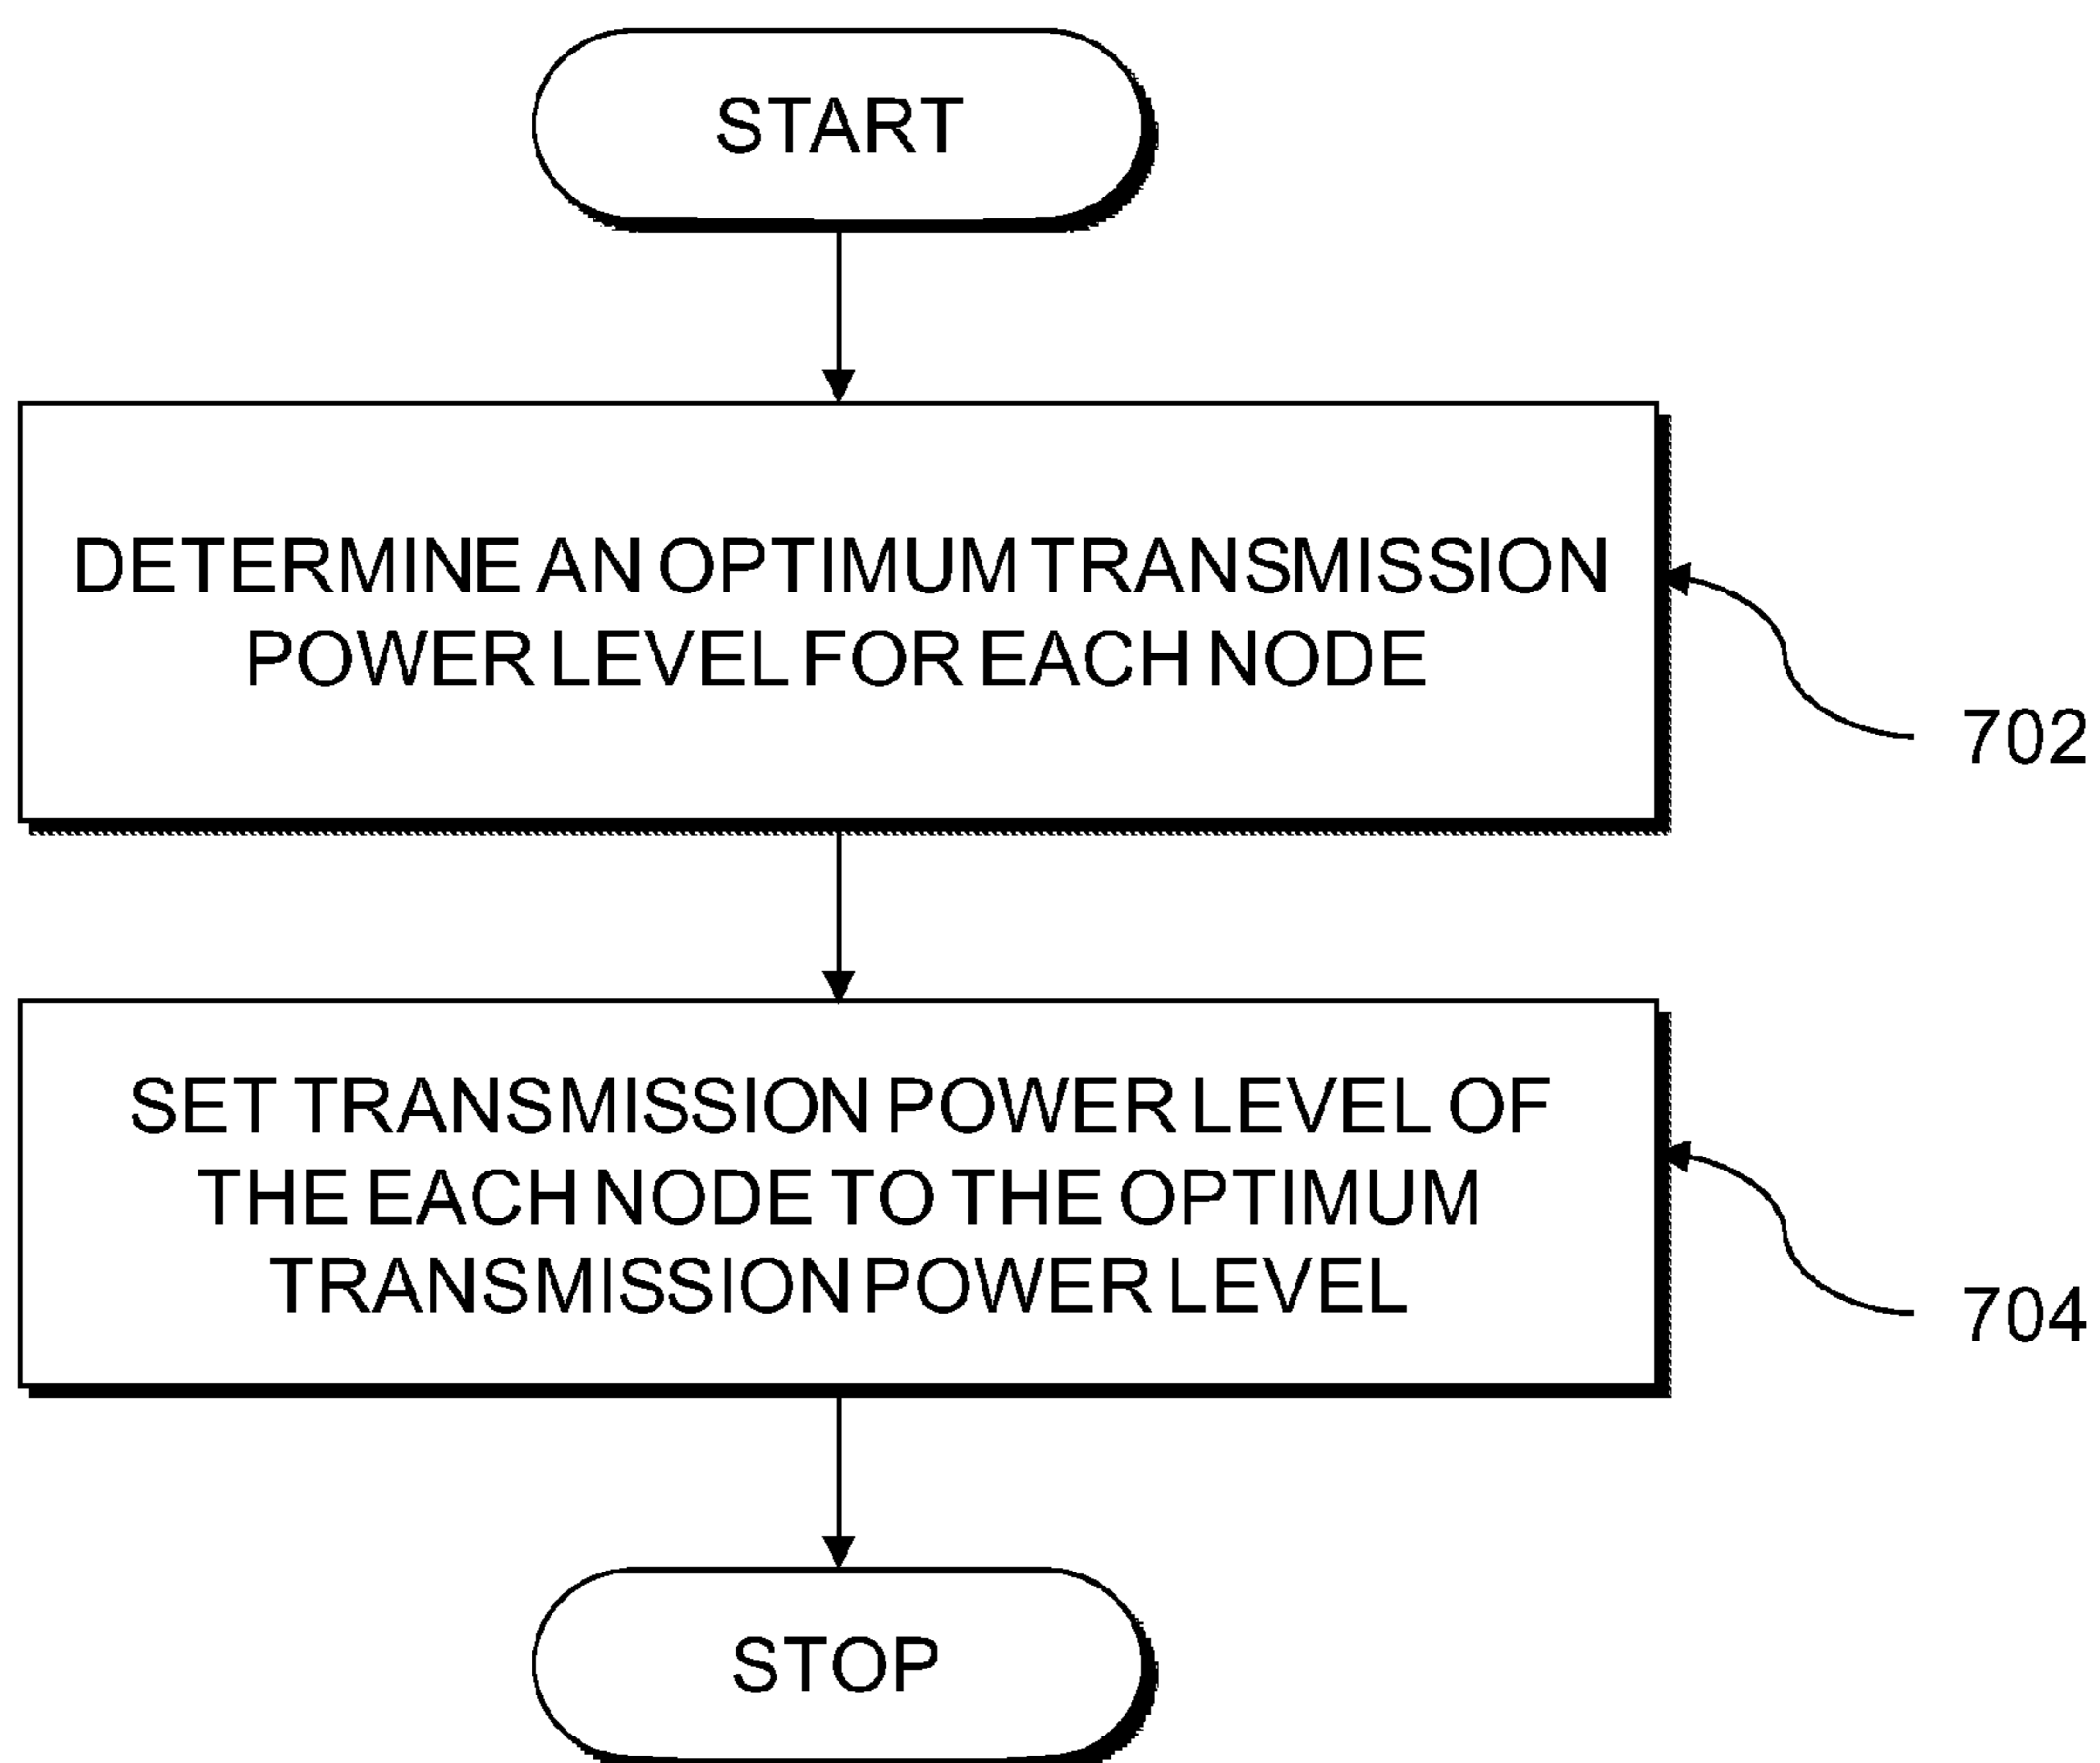 START
DETERMINE AN OPTIMUM TRANSMISSION
POWER LEVEL FOR EACH NODE
702
SET TRANSMISSION POWER LEVEL OF
THE EACH NODE TO THE OPTIMUM
TRANSMISSION POWER LEVEL
704
STOP